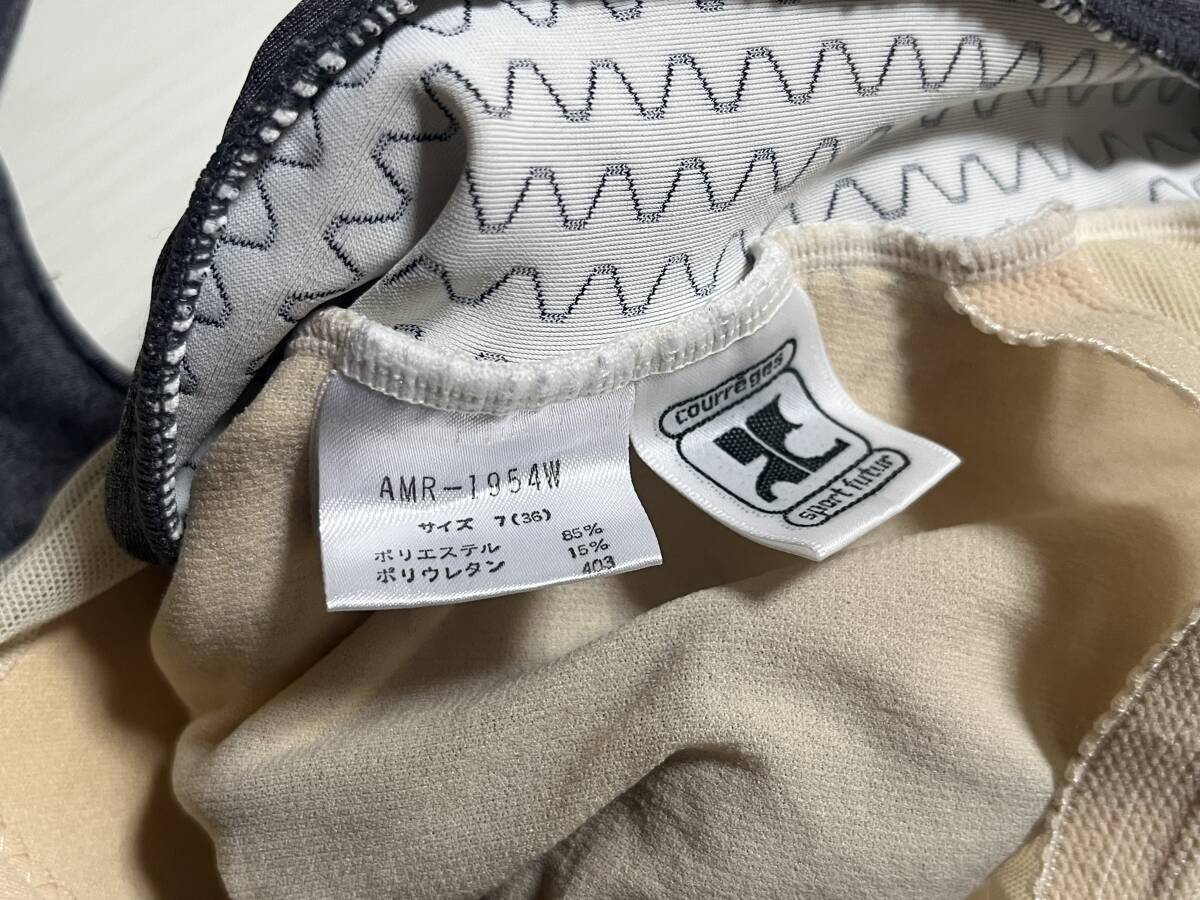 AMR-1954W
サイズ 7(36)
ポリエステル 85%
ポリウレタン 15%
403
courrèges
sport futur